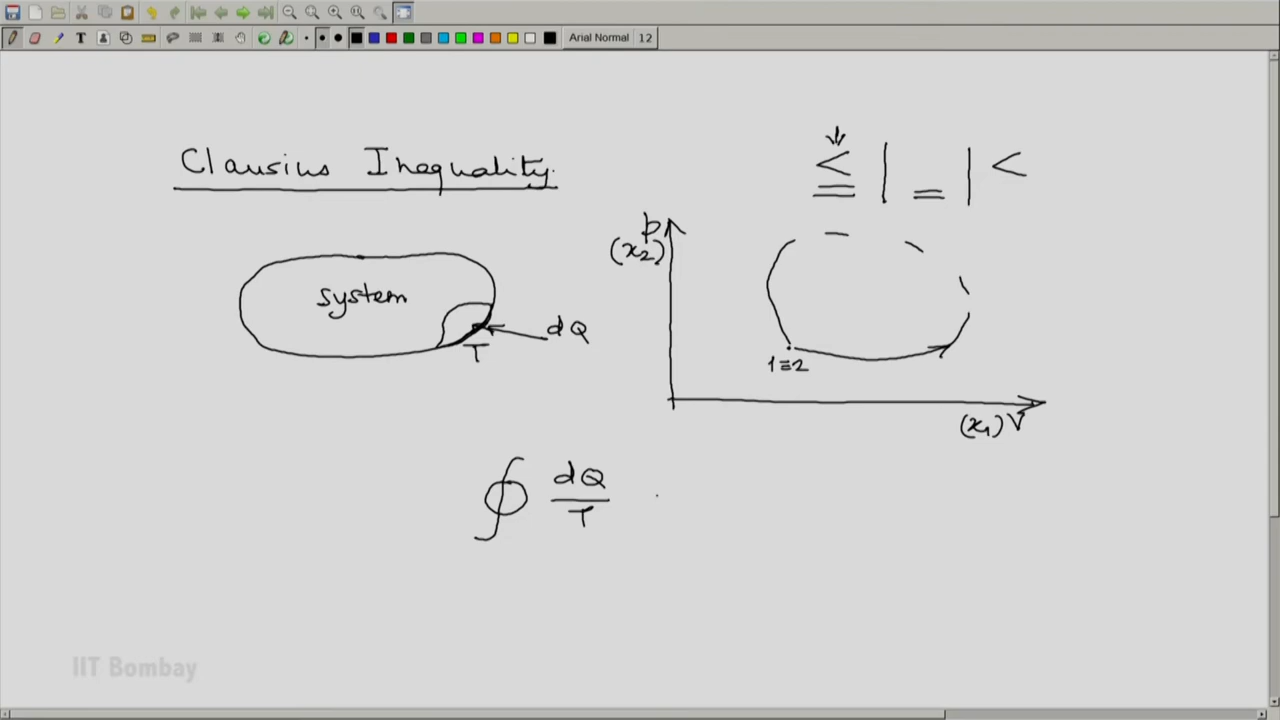 Arial Normal 12
Clausius Inequality.
≤ | = | <
p
(x2)
system
dQ
T
1≡2
(x1) V
∮ dQ
T
IIT Bombay